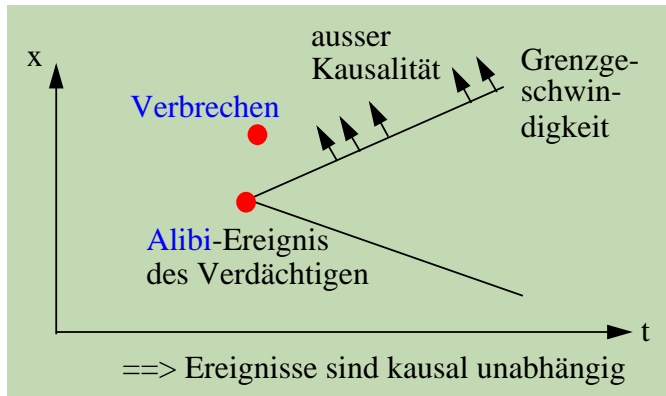 x
ausser
Kausalität
Grenzge-
schwin-
digkeit
Verbrechen
Alibi-Ereignis
des Verdächtigen
t
==> Ereignisse sind kausal unabhängig